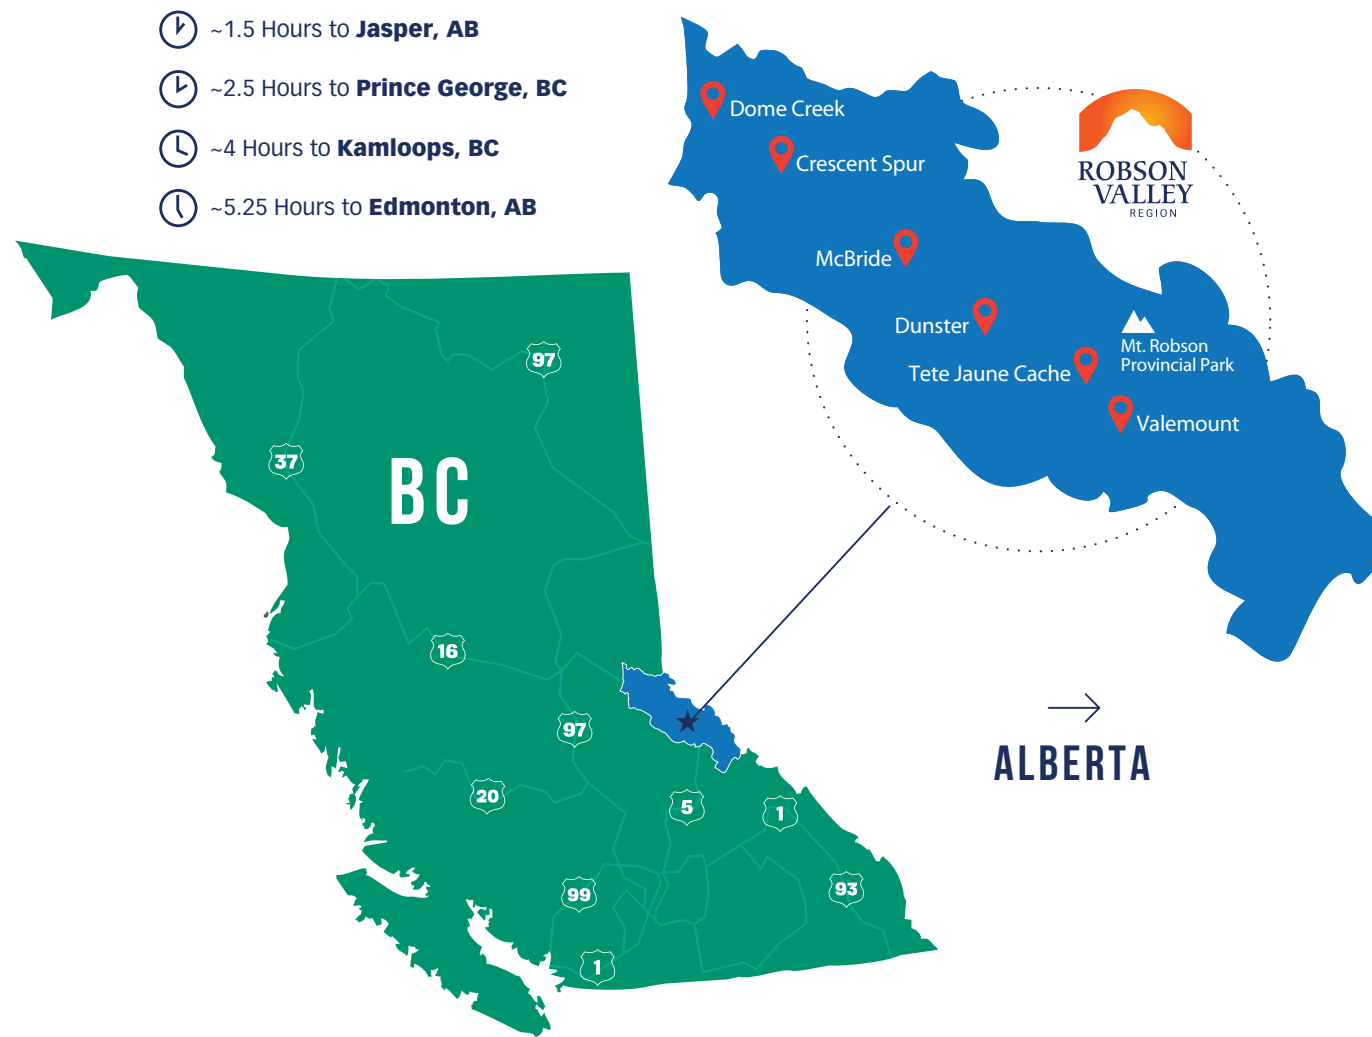 ~1.5 Hours to Jasper, AB
~2.5 Hours to Prince George, BC
~4 Hours to Kamloops, BC
~5.25 Hours to Edmonton, AB
Dome Creek
Crescent Spur
McBride
Dunster
Tete Jaune Cache
Valemount
Mt. Robson
Provincial Park
ROBSON
VALLEY
REGION
BC
97
37
16
97
20
5
1
99
93
1
ALBERTA